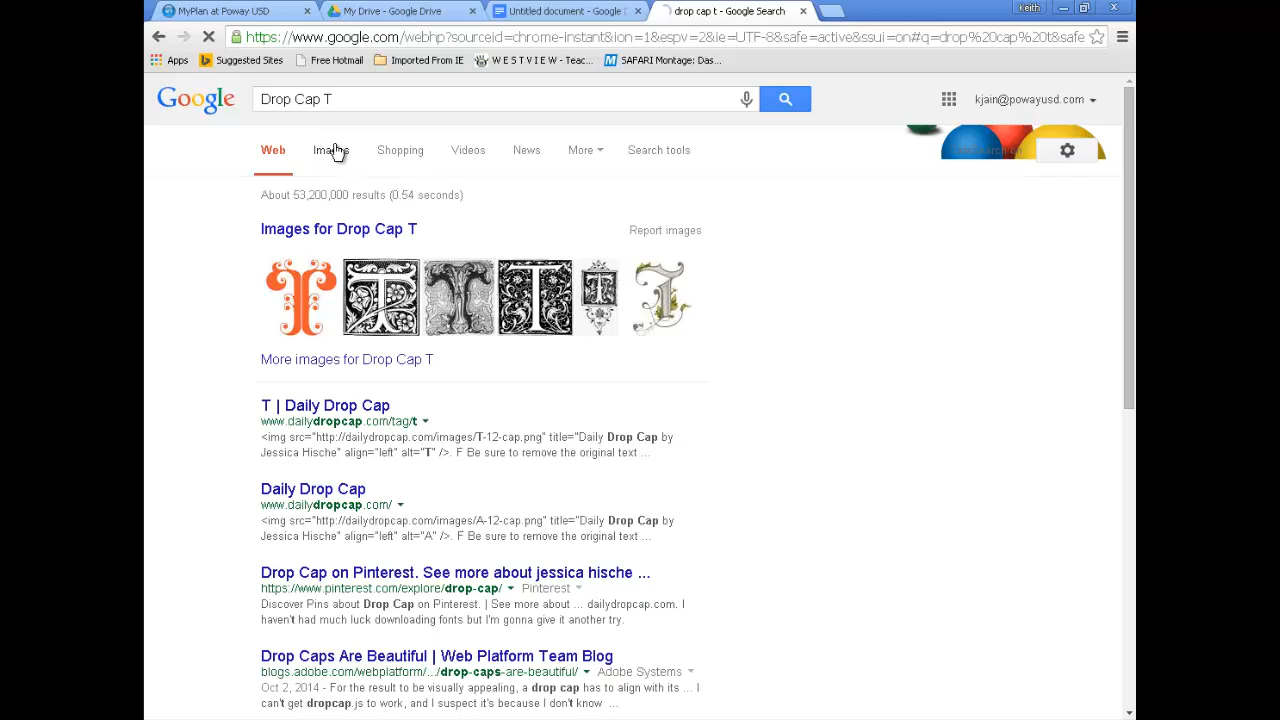 MyPlan at Poway USD
My Drive - Google Drive
Untitled document - Google
drop cap t - Google Search
Keith
https://www.google.com/webhp?sourceid=chrome-instant&ion=1&espv=2&ie=UTF-8&safe=active&ssui=on#q=drop%20cap%20t&safe
Apps
Suggested Sites
Free Hotmail
Imported From IE
W E S T V I E W - Teac...
SAFARI Montage: Das...
Google
Drop Cap T
kjain@powayusd.com
Web
Images
Shopping
Videos
News
More
Search tools
About 53,200,000 results (0.54 seconds)
Images for Drop Cap T
Report images
T T T T T T
More images for Drop Cap T
T | Daily Drop Cap
www.dailydropcap.com/tag/t
<img src="http://dailydropcap.com/images/T-12-cap.png" title="Daily Drop Cap by
Jessica Hische" align="left" alt="T" />. F Be sure to remove the original text ...
Daily Drop Cap
www.dailydropcap.com/
<img src="http://dailydropcap.com/images/A-12-cap.png" title="Daily Drop Cap by
Jessica Hische" align="left" alt="A" />. F Be sure to remove the original text ...
Drop Cap on Pinterest. See more about jessica hische ...
https://www.pinterest.com/explore/drop-cap/ Pinterest
Discover Pins about Drop Cap on Pinterest. | See more about ... dailydropcap.com. I
haven't had much luck downloading fonts but I'm gonna give it another try.
Drop Caps Are Beautiful | Web Platform Team Blog
blogs.adobe.com/webplatform/.../drop-caps-are-beautiful/ Adobe Systems
Oct 2, 2014 - For the result to be visually appealing, a drop cap has to align with its ... I
can't get dropcap.js to work, and I suspect it's because I don't know ...